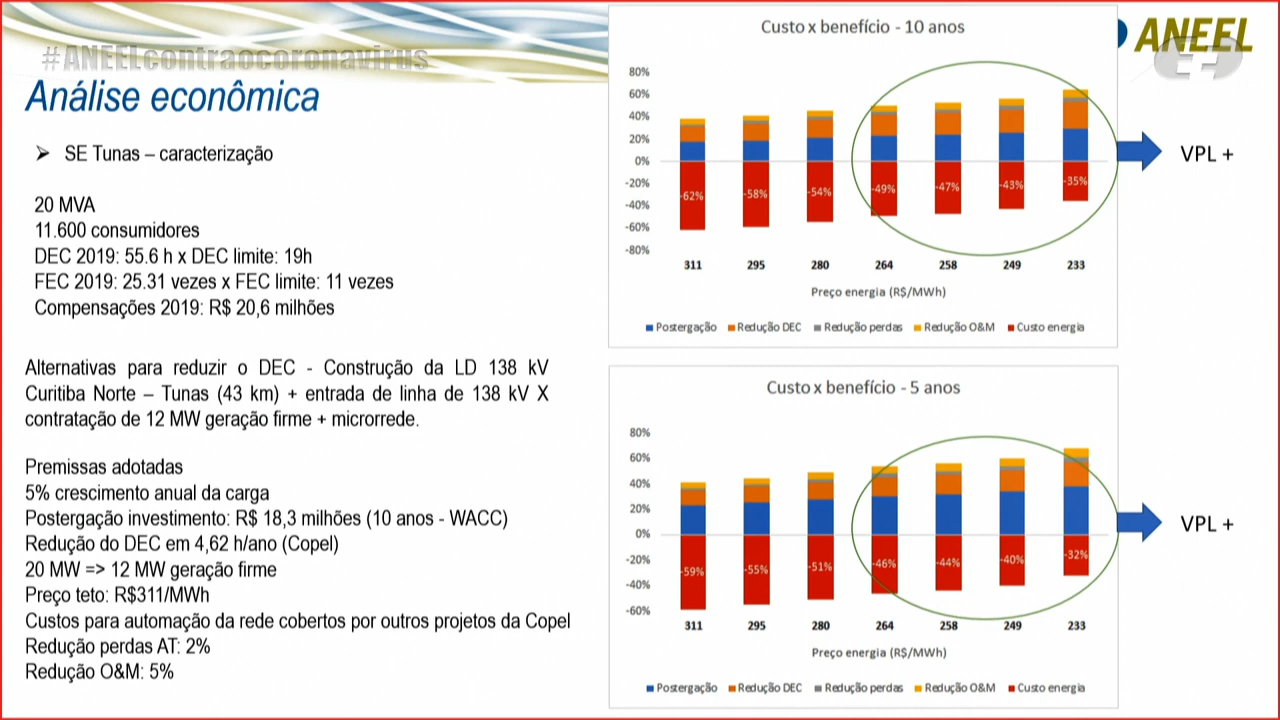 #ANEELcontraocoronavirus
ANEEL
Análise econômica
SE Tunas – caracterização
20 MVA
11.600 consumidores
DEC 2019: 55.6 h x DEC limite: 19h
FEC 2019: 25.31 vezes x FEC limite: 11 vezes
Compensações 2019: R$ 20,6 milhões
Alternativas para reduzir o DEC - Construção da LD 138 kV
Curitiba Norte – Tunas (43 km) + entrada de linha de 138 kV X
contratação de 12 MW geração firme + microrrede.
Premissas adotadas
5% crescimento anual da carga
Postergação investimento: R$ 18,3 milhões (10 anos - WACC)
Redução do DEC em 4,62 h/ano (Copel)
20 MW => 12 MW geração firme
Preço teto: R$311/MWh
Custos para automação da rede cobertos por outros projetos da Copel
Redução perdas AT: 2%
Redução O&M: 5%
Custo x benefício - 10 anos
80%
60%
40%
20%
0%
-20%
-40%
-60%
-80%
-62% -58% -54% -49% -47% -43% -35%
311 295 280 264 258 249 233
Preço energia (R$/MWh)
Postergação Redução DEC Redução perdas Redução O&M Custo energia
VPL +
Custo x benefício - 5 anos
80%
60%
40%
20%
0%
-20%
-40%
-60%
-59% -55% -51% -46% -44% -40% -32%
311 295 280 264 258 249 233
Preço energia (R$/MWh)
Postergação Redução DEC Redução perdas Redução O&M Custo energia
VPL +